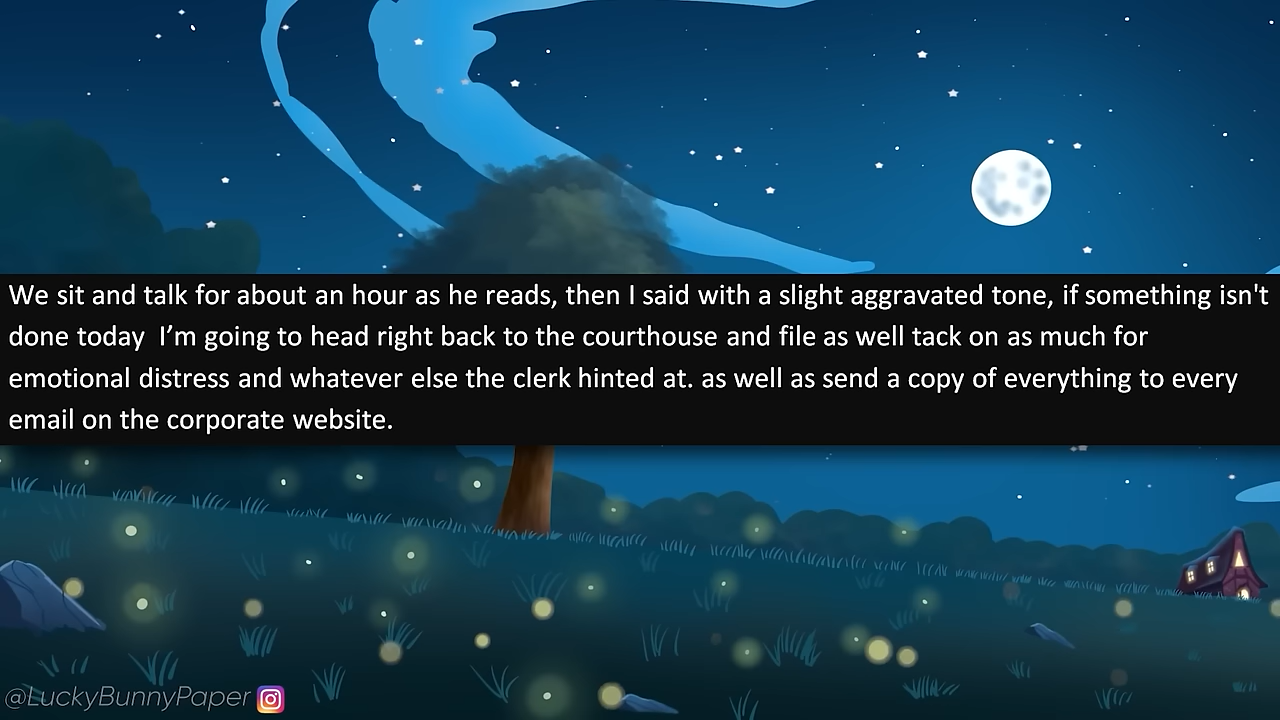 We sit and talk for about an hour as he reads, then I said with a slight aggravated tone, if something isn't
done today  I’m going to head right back to the courthouse and file as well tack on as much for
emotional distress and whatever else the clerk hinted at. as well as send a copy of everything to every
email on the corporate website.
@LuckyBunnyPaper